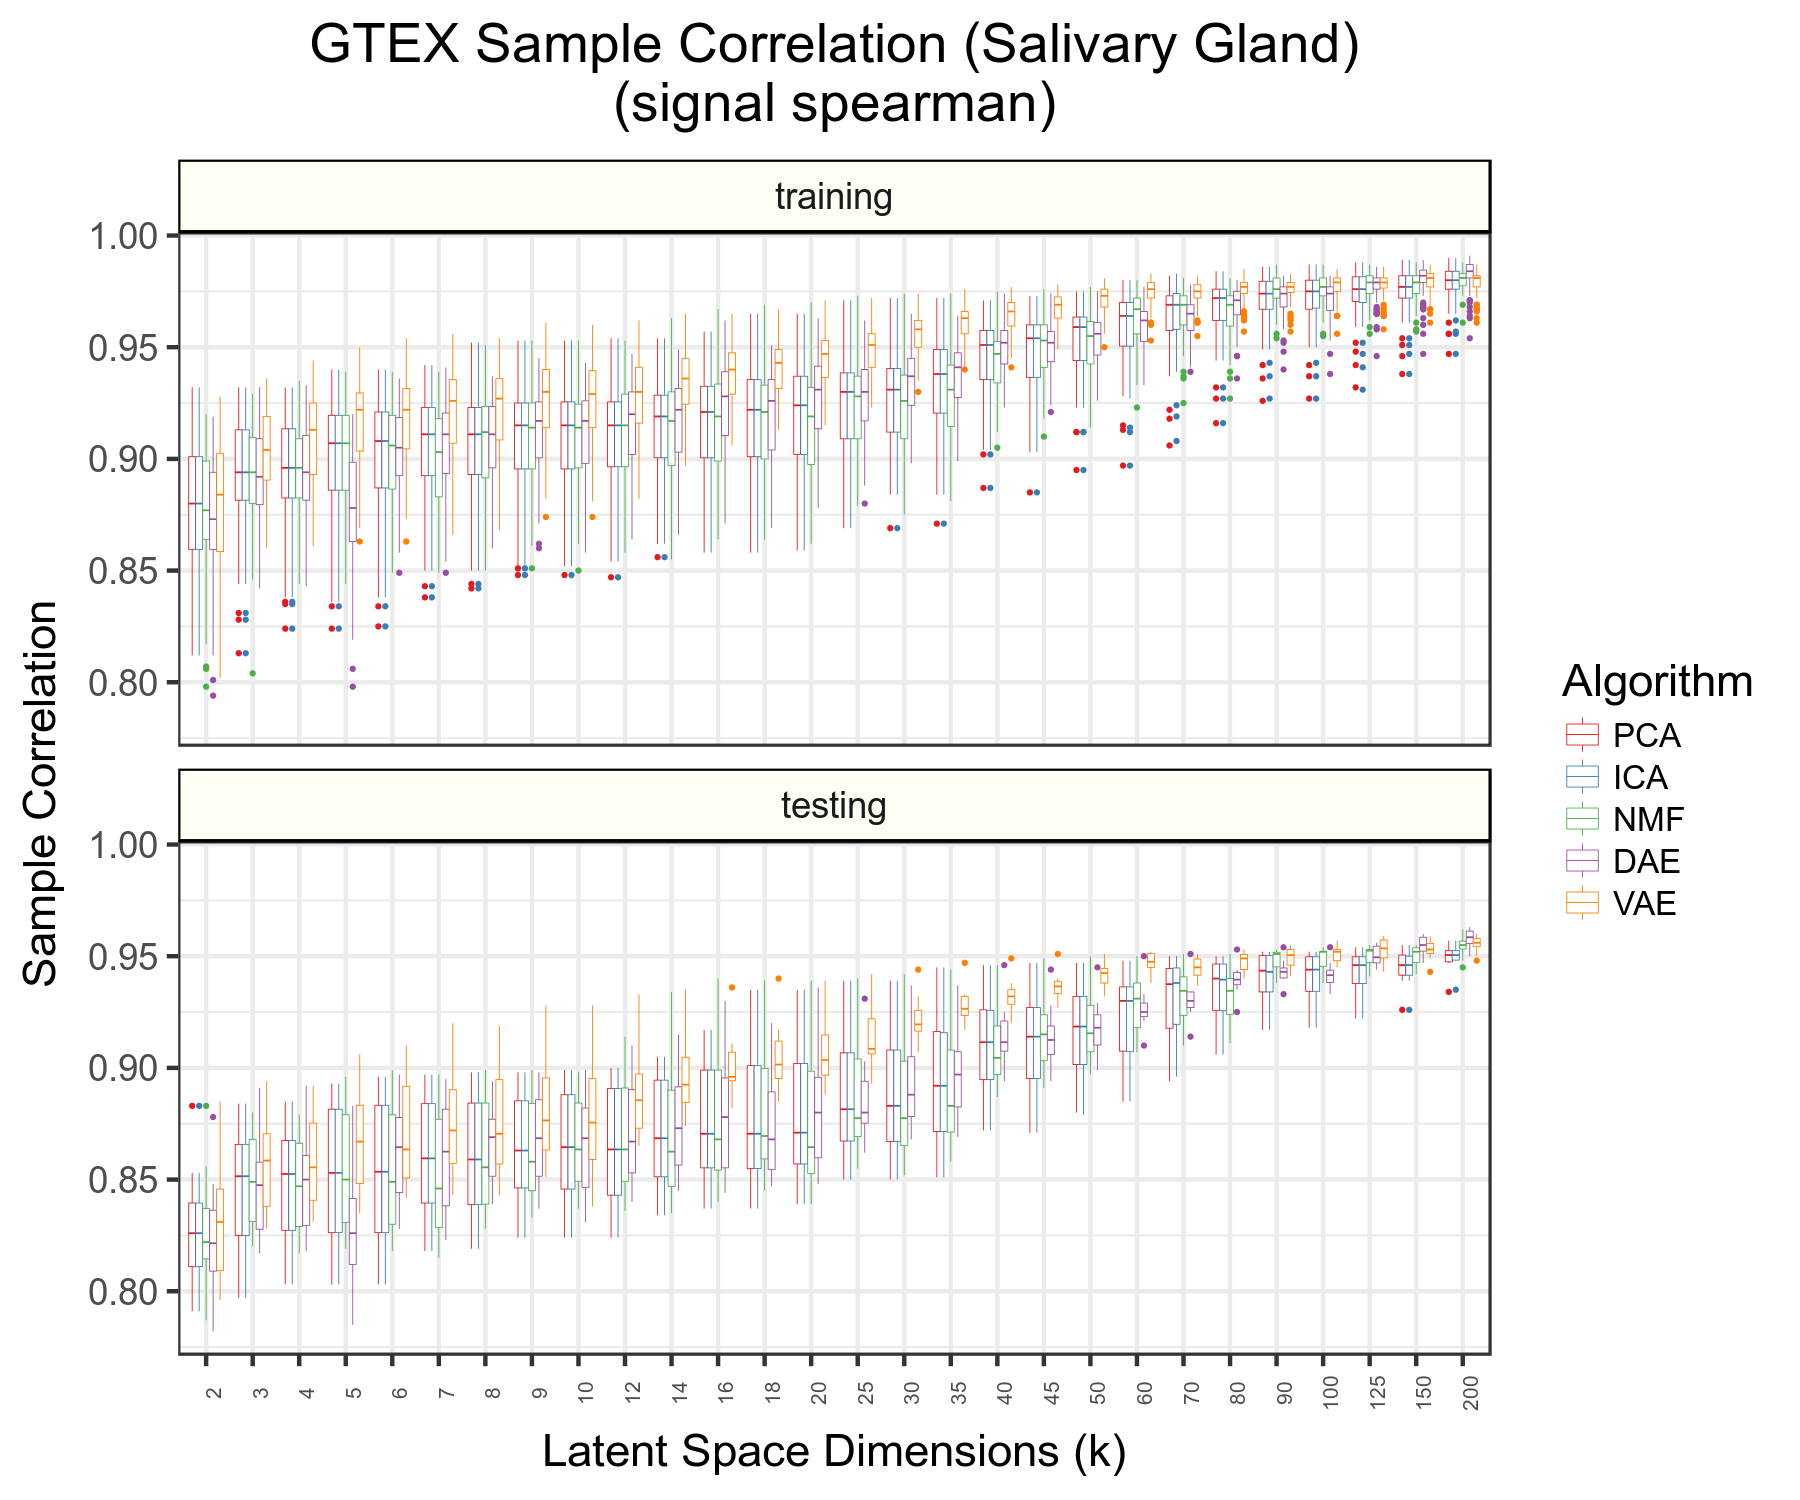 GTEX Sample Correlation (Salivary Gland)
(signal spearman)
training
1.00
0.95
0.90
0.85
0.80
testing
1.00
0.95
0.90
0.85
0.80
Sample Correlation
2 3 4 5 6 7 8 9 10 12 14 16 18 20 25 30 35 40 45 50 60 70 80 90 100 125 150 200
Latent Space Dimensions (k)
Algorithm
PCA
ICA
NMF
DAE
VAE